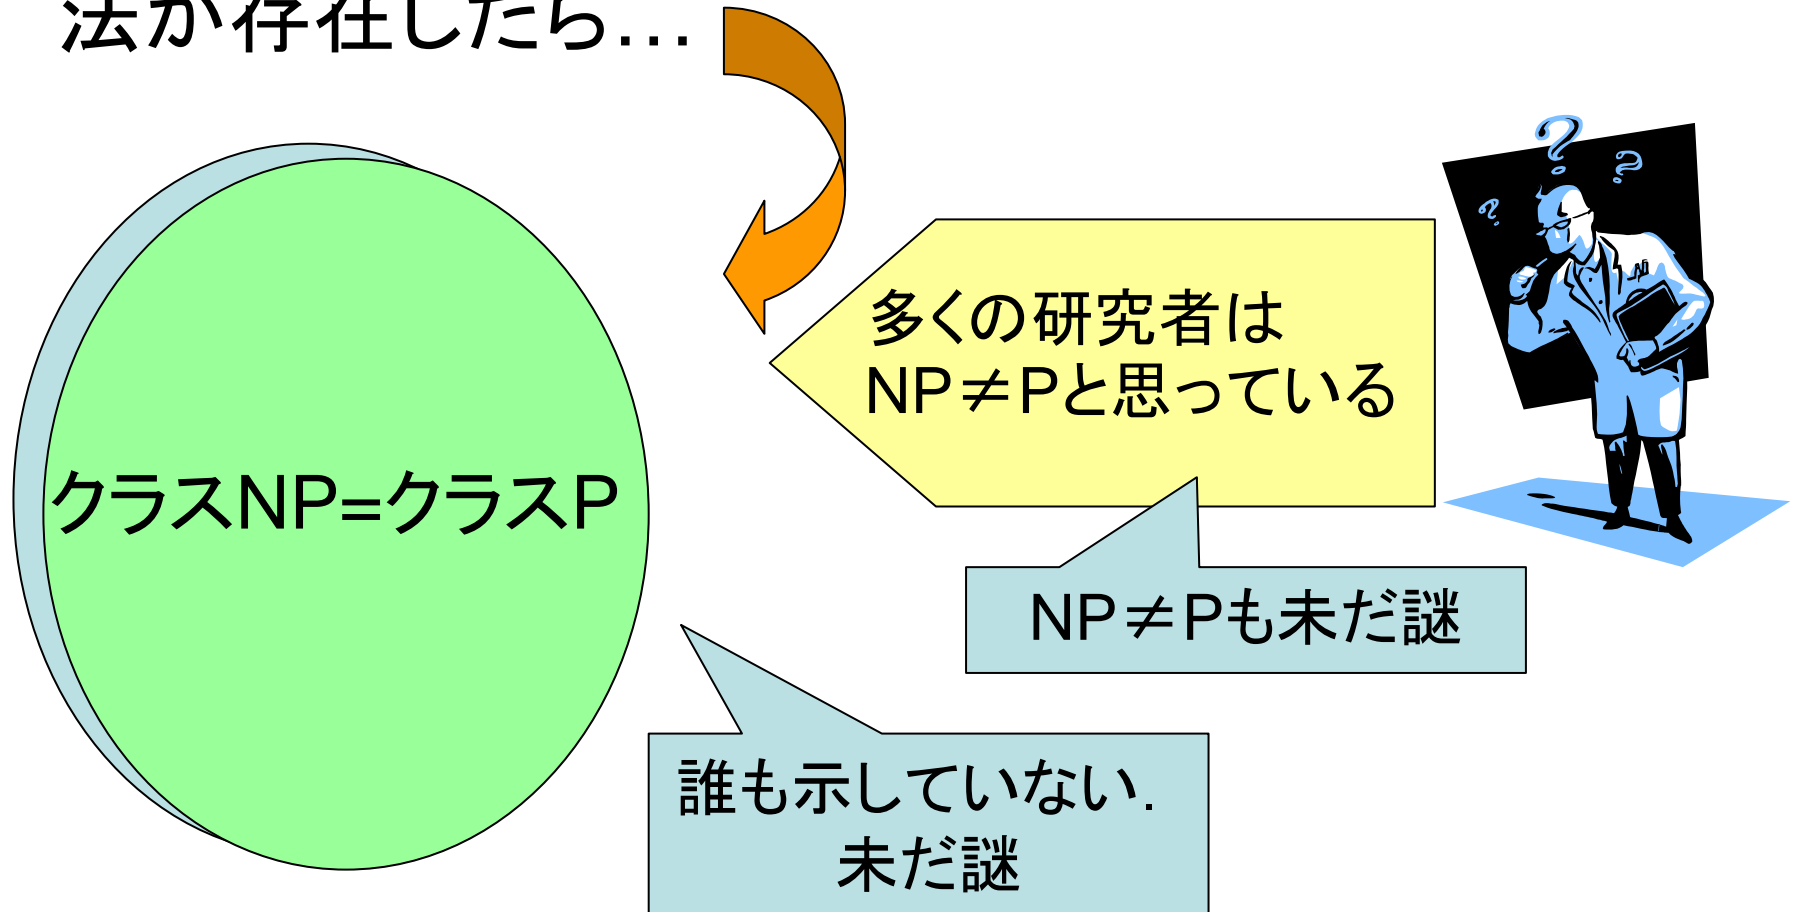 法が存在したら…
多くの研究者は
NP≠Pと思っている
クラスNP=クラスP
NP≠Pも未だ謎
誰も示していない.
未だ謎